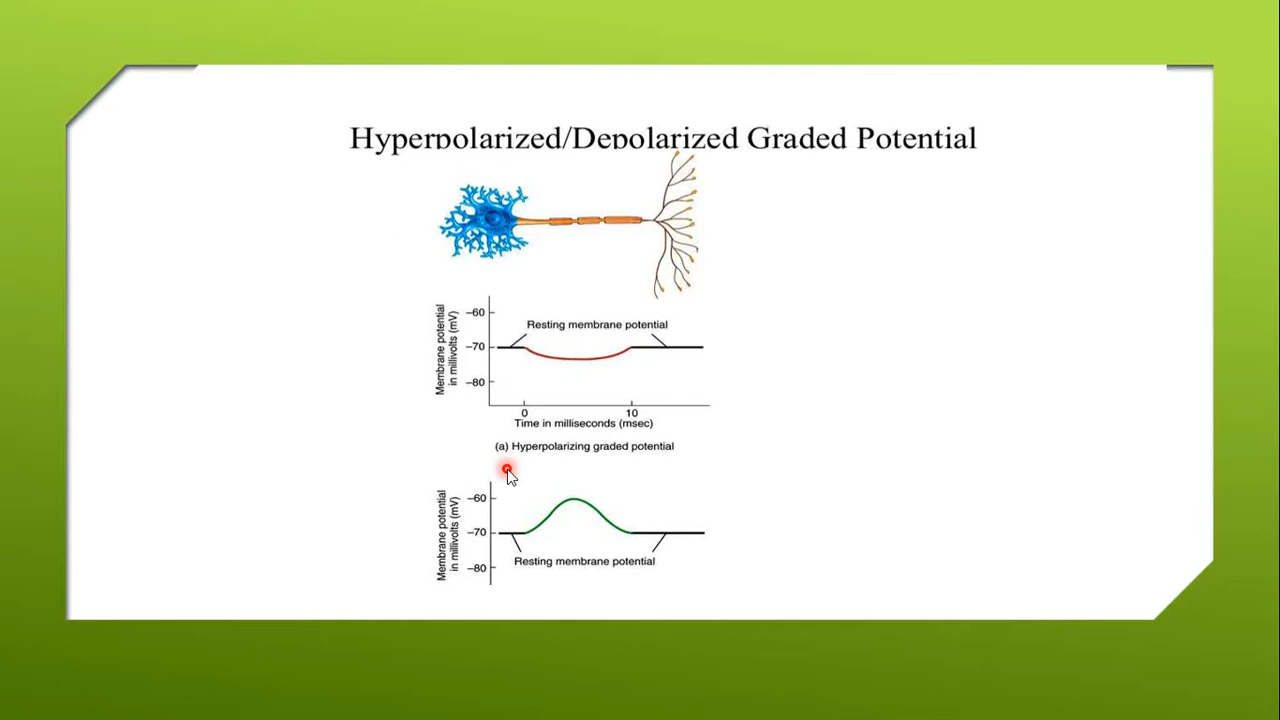 Hyperpolarized/Depolarized Graded Potential
Membrane potential
in millivolts (mV)
–60
Resting membrane potential
–70
–80
0 10
Time in milliseconds (msec)
(a) Hyperpolarizing graded potential
Membrane potential
in millivolts (mV)
–60
–70
Resting membrane potential
–80